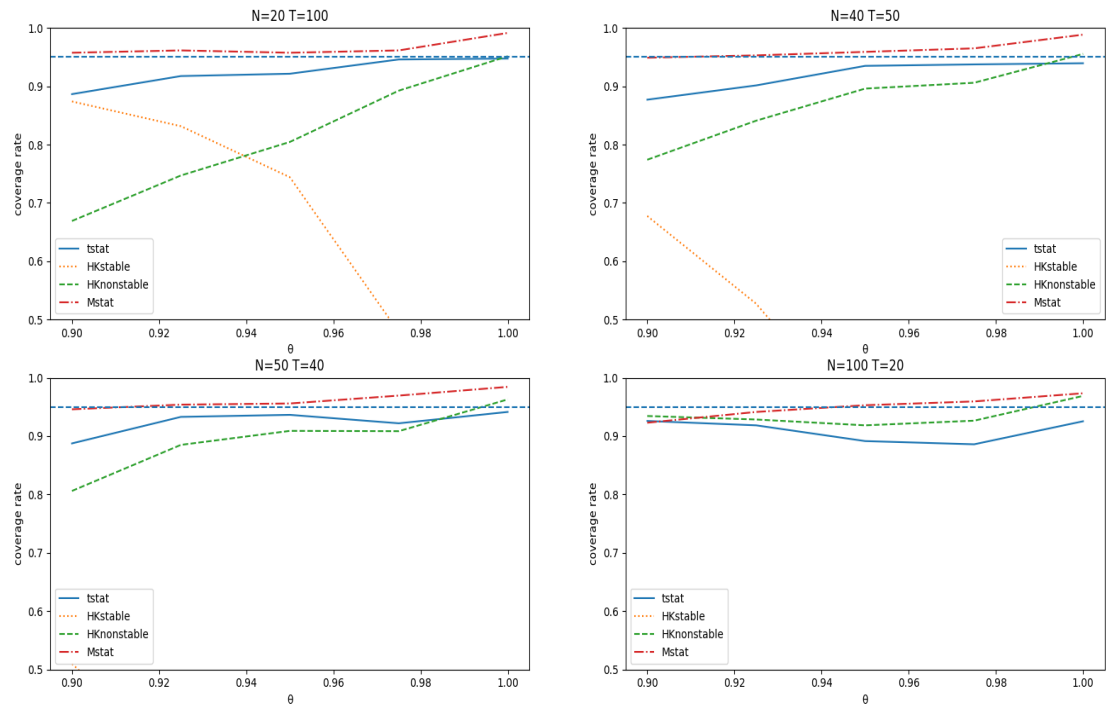 N=20 T=100
1.0
0.9
0.8
0.7
0.6
0.5
coverage rate
tstat
HKstable
HKnonstable
Mstat
0.90
0.92
0.94
0.96
0.98
1.00
θ
N=40 T=50
1.0
0.9
0.8
0.7
0.6
0.5
coverage rate
tstat
HKstable
HKnonstable
Mstat
0.90
0.92
0.94
0.96
0.98
1.00
θ
N=50 T=40
1.0
0.9
0.8
0.7
0.6
0.5
coverage rate
tstat
HKstable
HKnonstable
Mstat
0.90
0.92
0.94
0.96
0.98
1.00
θ
N=100 T=20
1.0
0.9
0.8
0.7
0.6
0.5
coverage rate
tstat
HKstable
HKnonstable
Mstat
0.90
0.92
0.94
0.96
0.98
1.00
θ